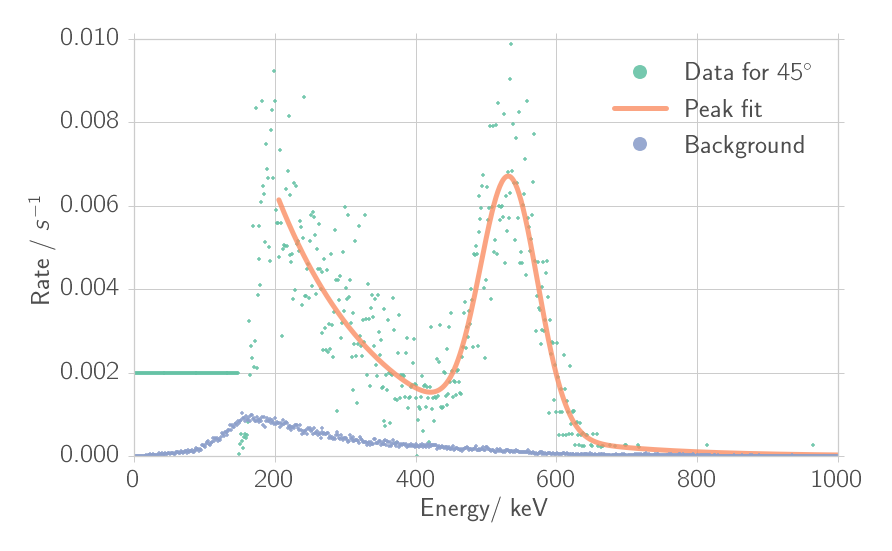 0.010
0.008
0.006
0.004
0.002
0.000
Rate / s⁻¹
Data for 45°
Peak fit
Background
0 200 400 600 800 1000
Energy/ keV